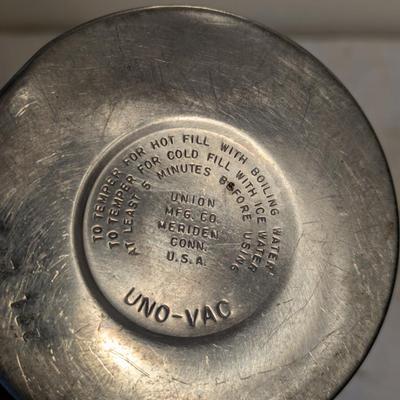 TO TEMPER FOR HOT FILL WITH BOILING WATER
TO TEMPER FOR COLD FILL WITH ICE WATER
AT LEAST 5 MINUTES BEFORE USING
UNION
MFG. CO.
MERIDEN
CONN.
U.S.A.
UNO-VAC